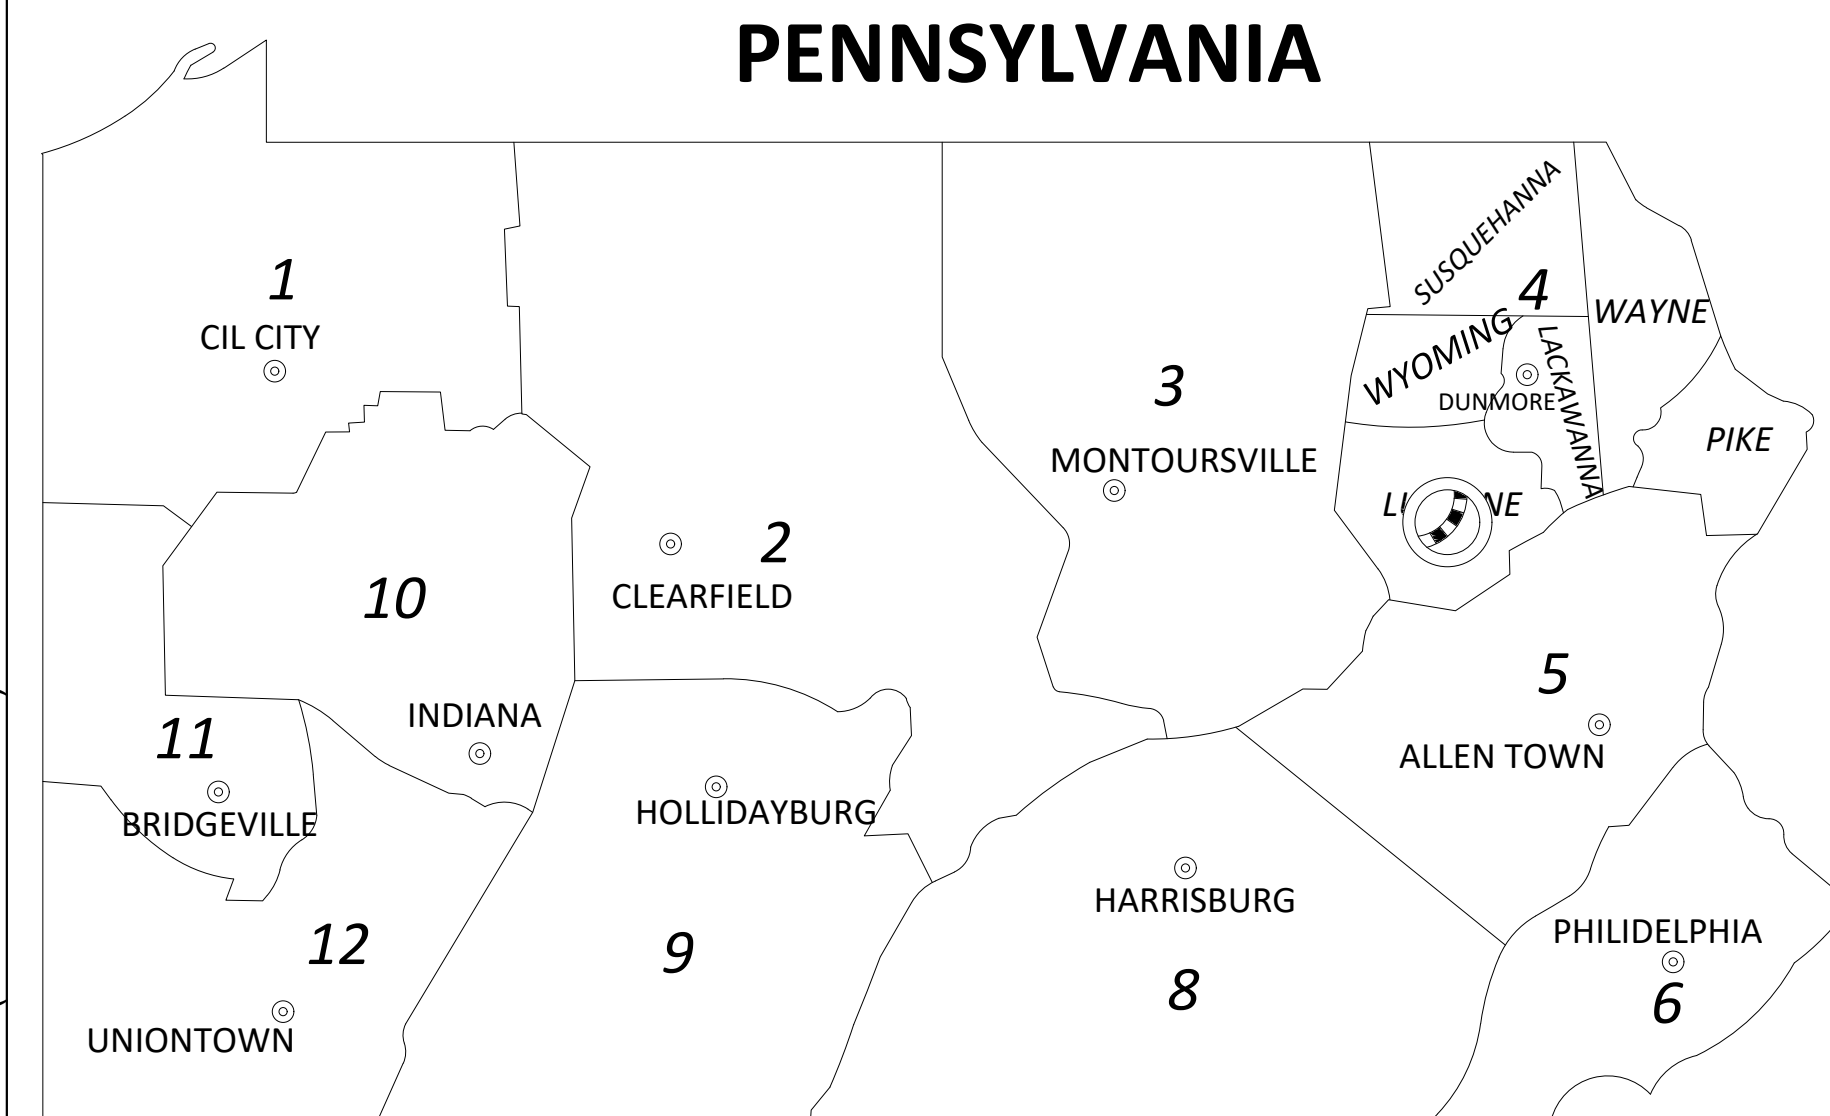 PENNSYLVANIA
SUSQUEHANNA
1
4
WAYNE
CIL CITY
WYOMING
LACKAWANNA
3
DUNMORE
PIKE
MONTOURSVILLE
2
10
CLEARFIELD
5
INDIANA
11
ALLEN TOWN
HOLLIDAYBURG
BRIDGEVILLE
HARRISBURG
12
9
PHILIDELPHIA
8
6
UNIONTOWN